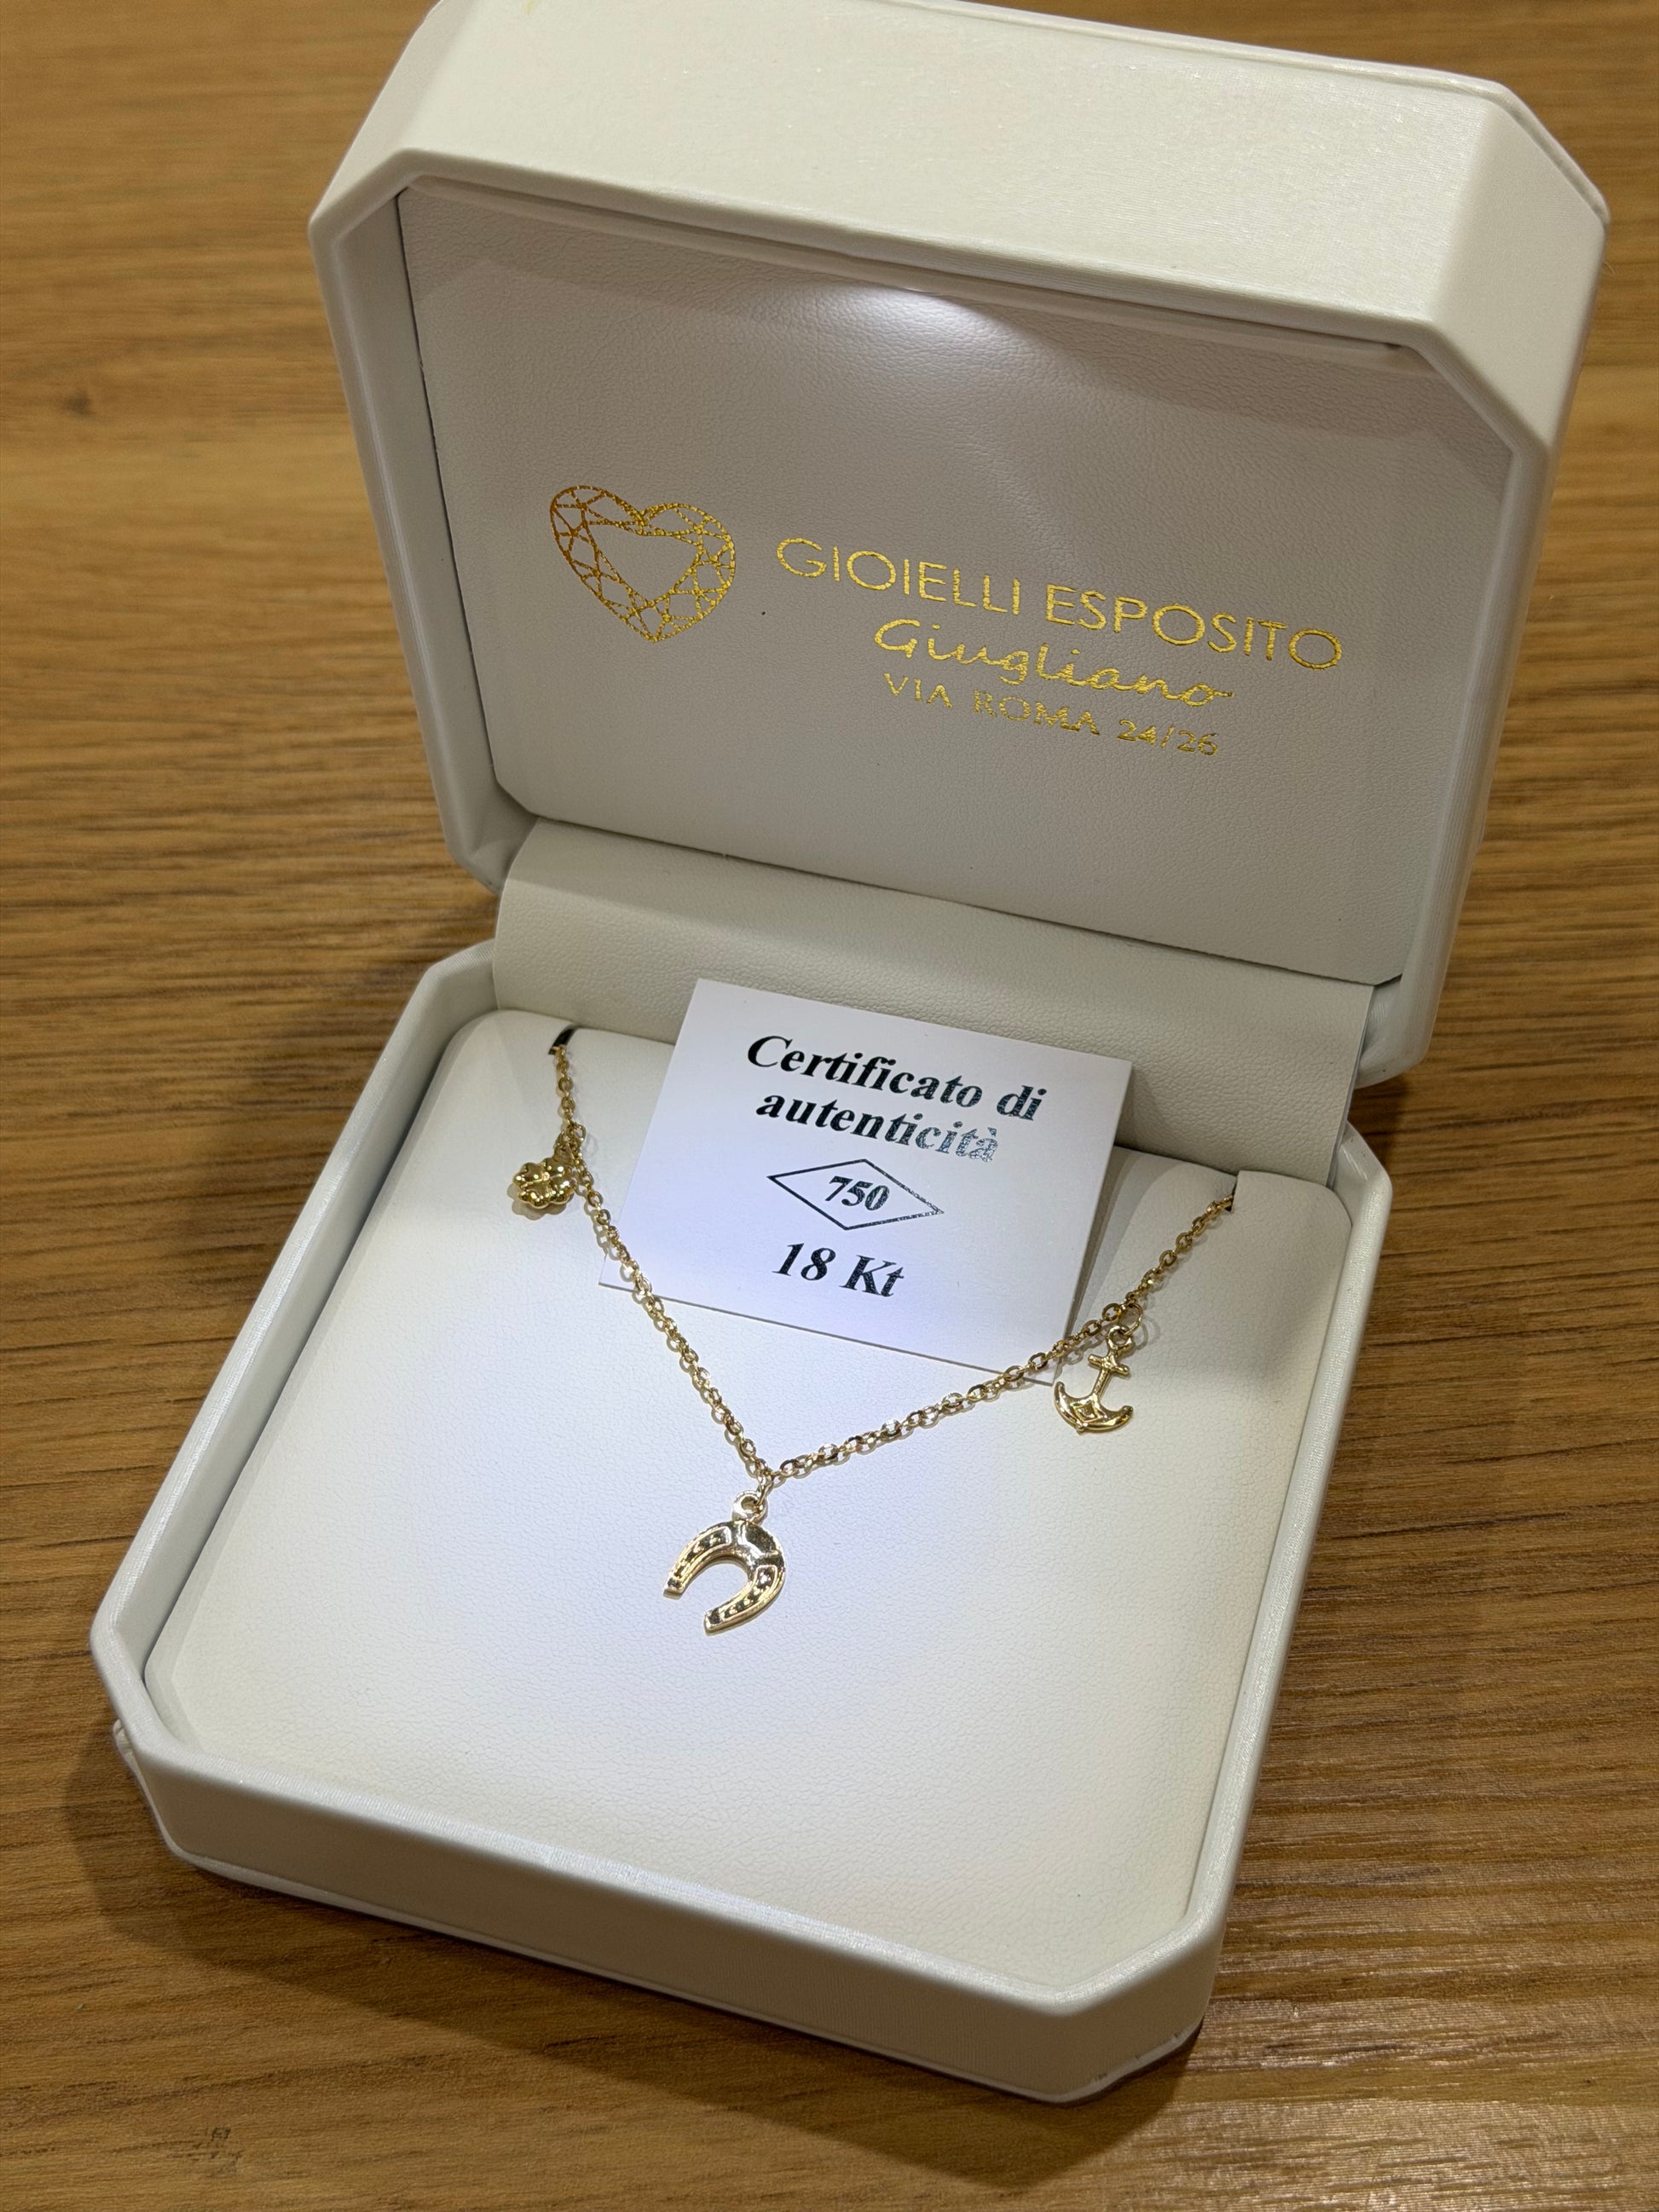 GIOIELLI ESPOSITO
Giugliano
VIA ROMA 24/26
Certificato di
autenticità
750
18 Kt